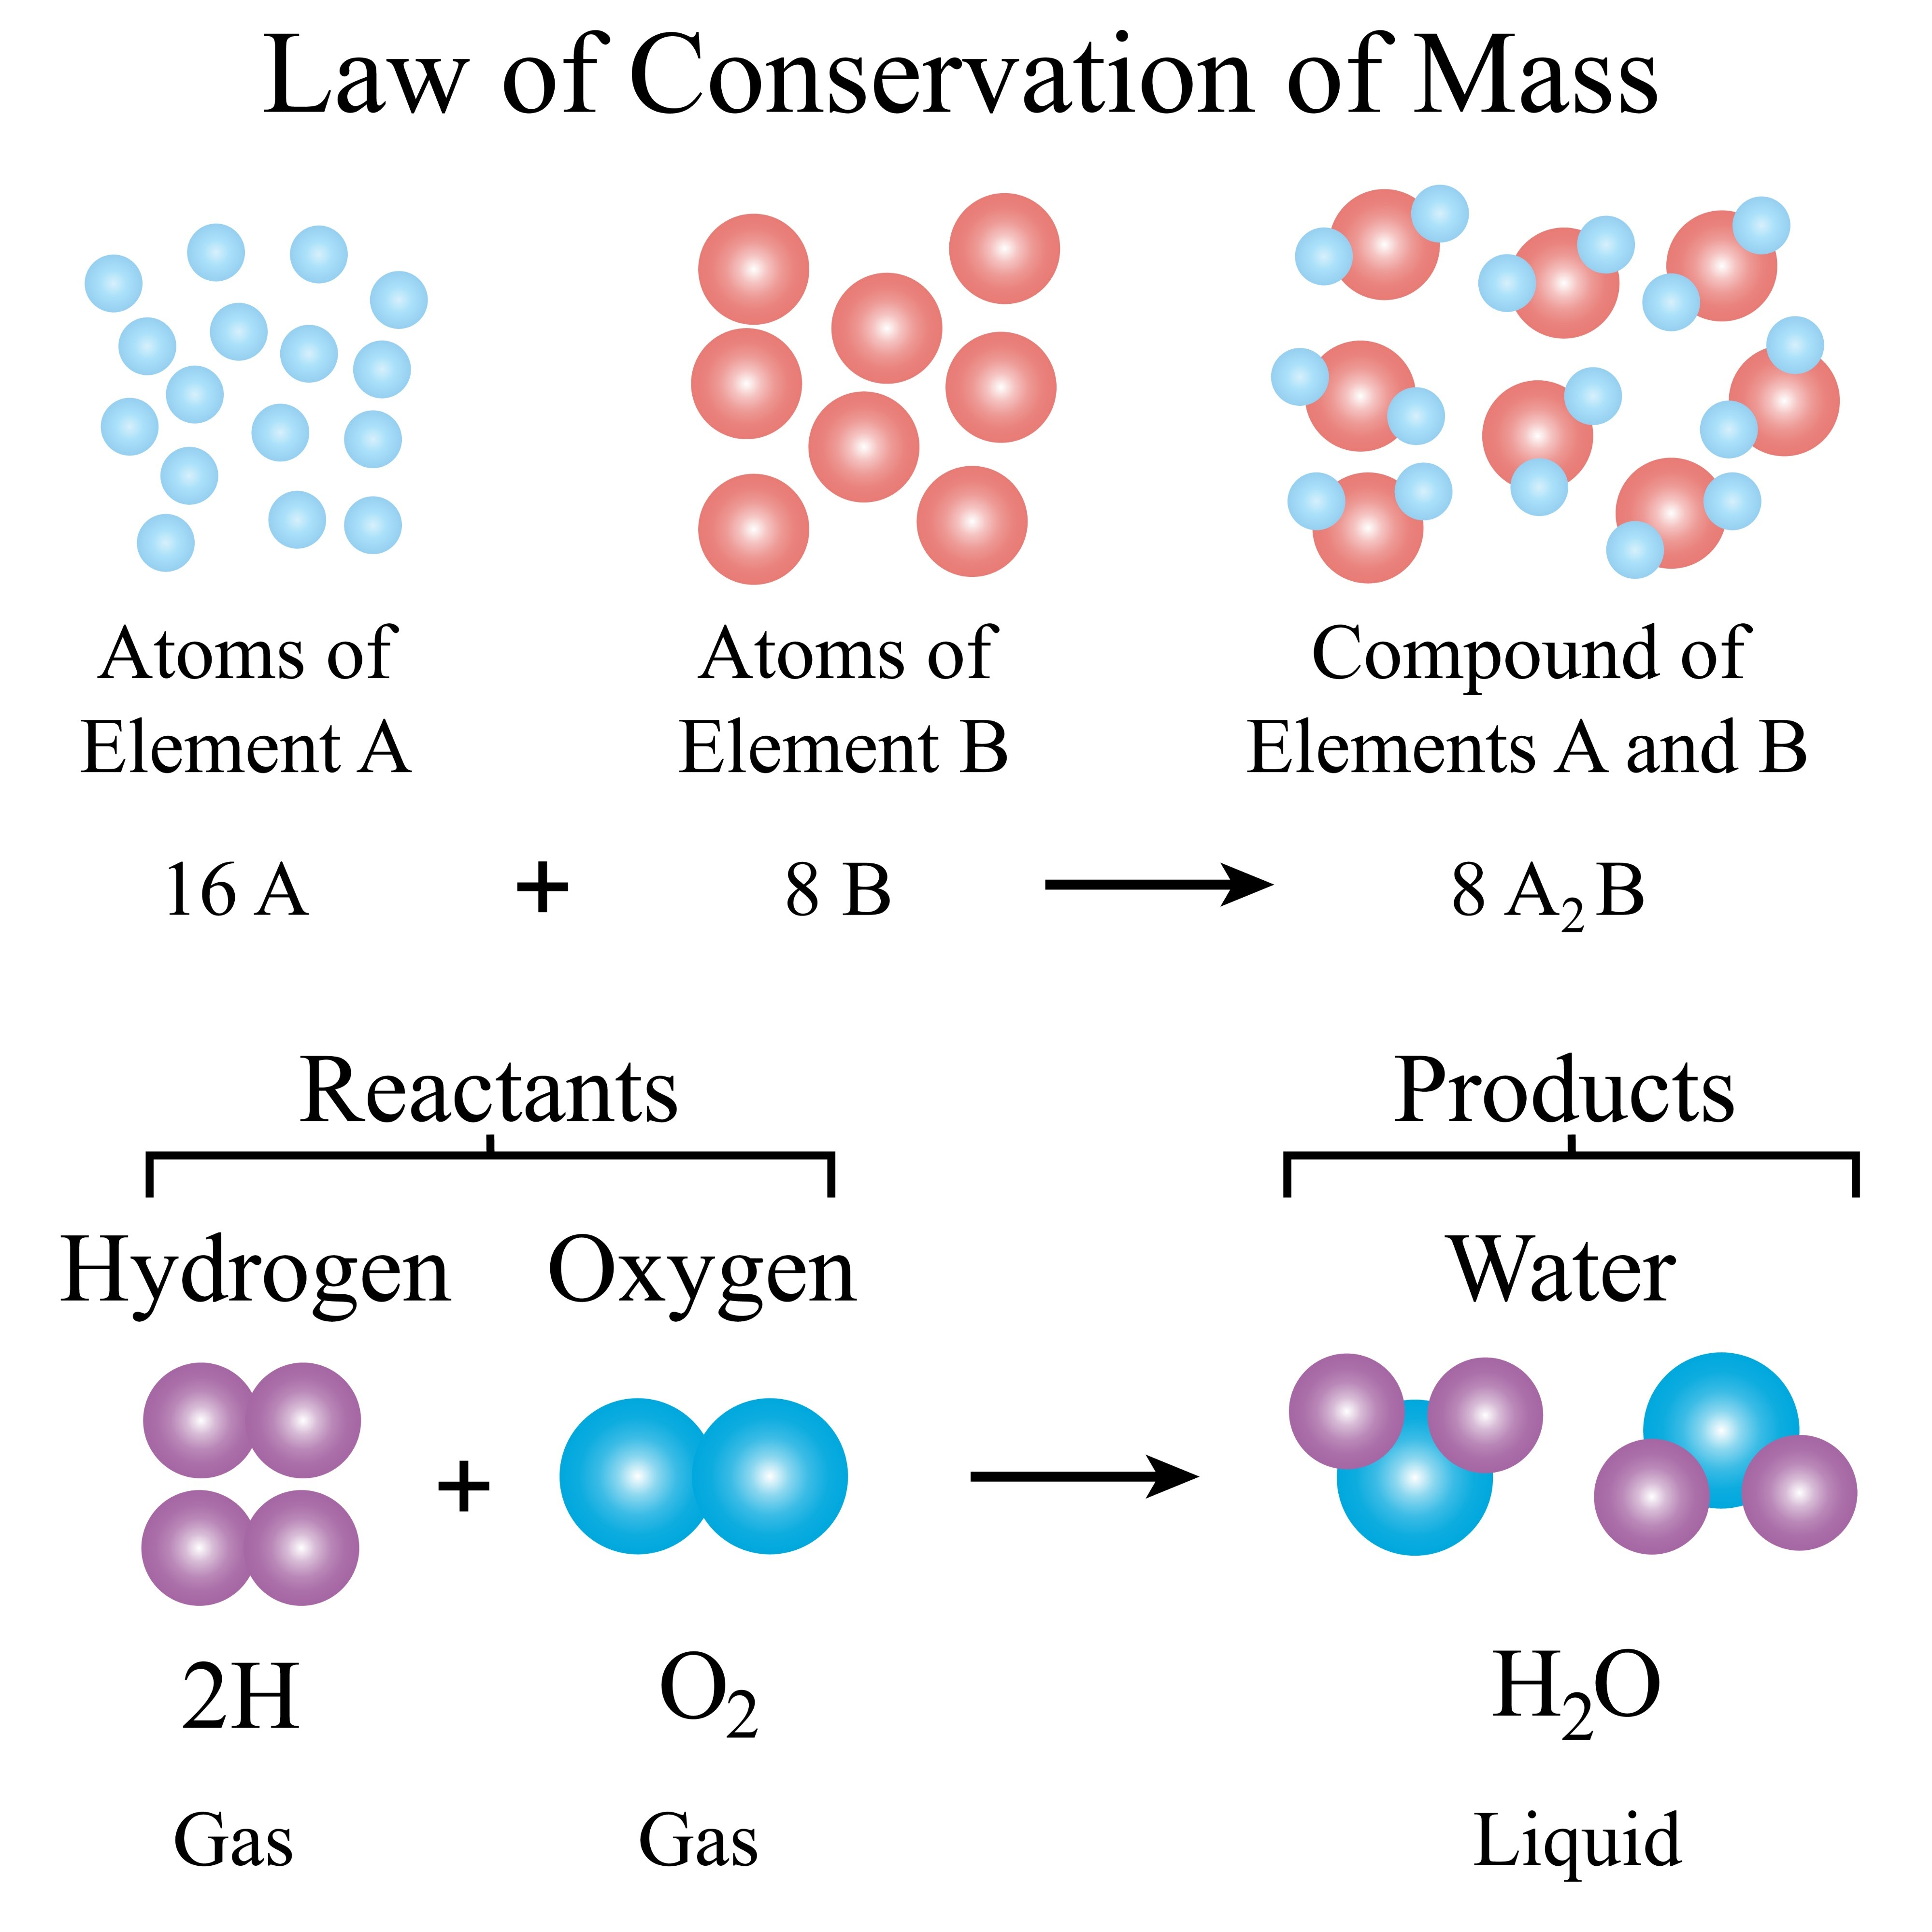 Law of Conservation of Mass
Atoms of
Element A
Atoms of
Element B
Compound of
Elements A and B
16 A + 8 B → 8 A₂ B
Reactants
Products
Hydrogen
Oxygen
Water
+ →
2H
O₂
H₂O
Gas
Gas
Liquid